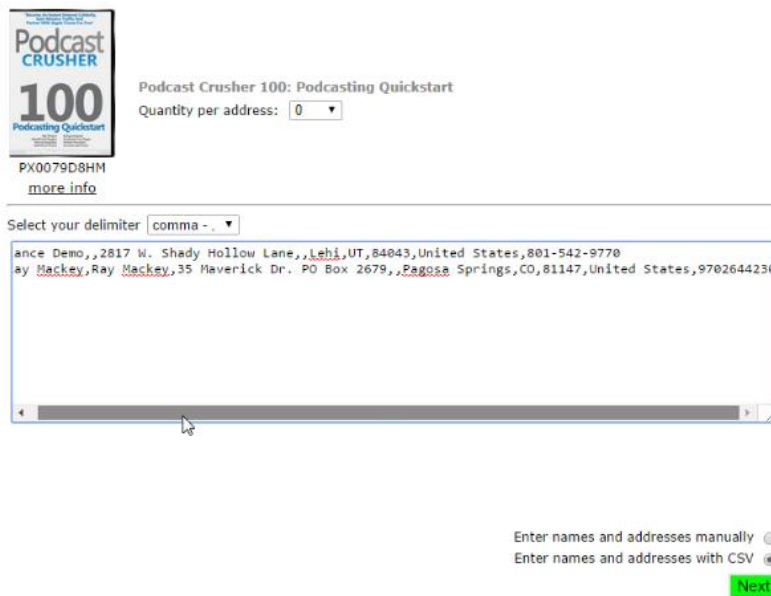 Podcast
CRUSHER
100
Podcasting Quickstart
PX0079D8HM
more info
Podcast Crusher 100: Podcasting Quickstart
Quantity per address: 0
Select your delimiter comma - ,
ance Demo,,2817 W. Shady Hollow Lane,,Lehi,UT,84043,United States,801-542-9770
ay Mackey,Ray Mackey,35 Maverick Dr. PO Box 2679,,Pagosa Springs,CO,81147,United States,970264423
Enter names and addresses manually
Enter names and addresses with CSV
Next